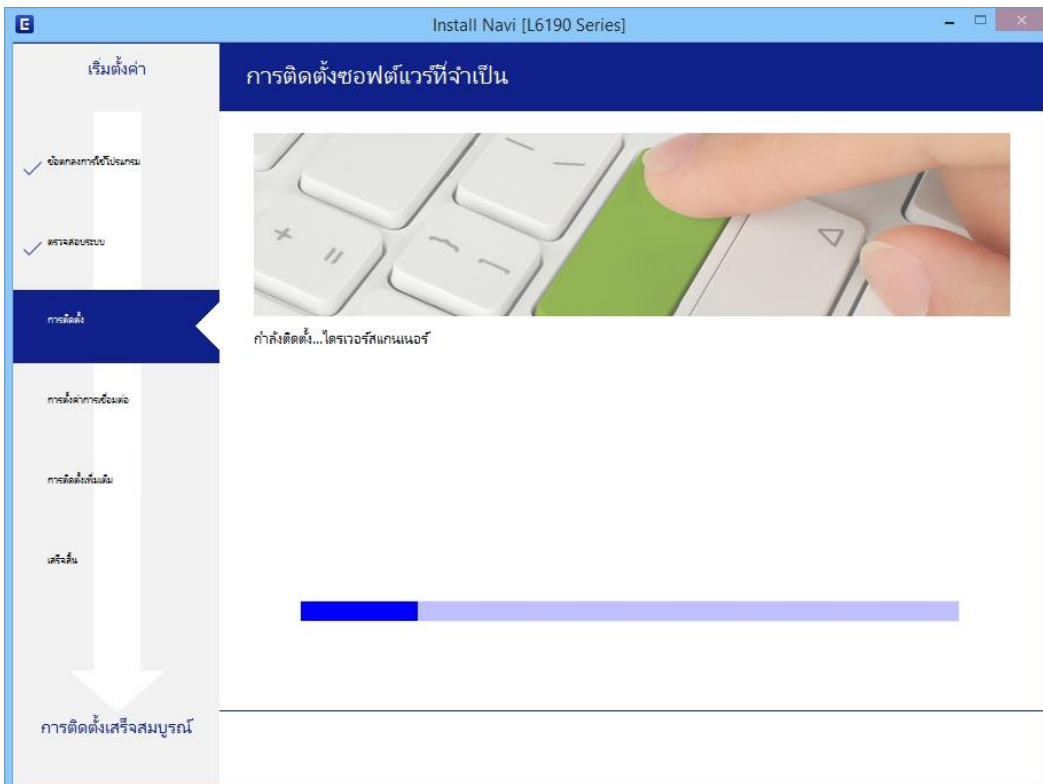 E
Install Navi [L6190 Series]
เริ่มตั้งค่า
การติดตั้งซอฟต์แวร์ที่จำเป็น
ข้อตกลงการใช้โปรแกรม
ตรวจสอบระบบ
การติดตั้ง
กำลังติดตั้ง...ไดรเวอร์สแกนเนอร์
การตั้งค่าการเชื่อมต่อ
การติดตั้งเพิ่มเติม
เสร็จสิ้น
การติดตั้งเสร็จสมบูรณ์